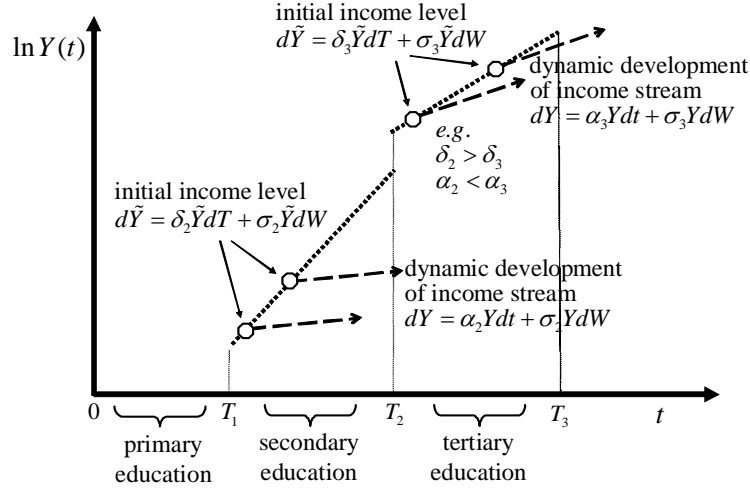 initial income level
dỸ = δ₃ỸdT + σ₃ỸdW
ln Y(t)
dynamic development
of income stream
dY = α₃Ydt + σ₃YdW
e.g.
δ₂ > δ₃
α₂ < α₃
initial income level
dỸ = δ₂ỸdT + σ₂ỸdW
dynamic development
of income stream
dY = α₂Ydt + σ₂YdW
0 T₁ T₂ T₃ t
primary
education
secondary
education
tertiary
education